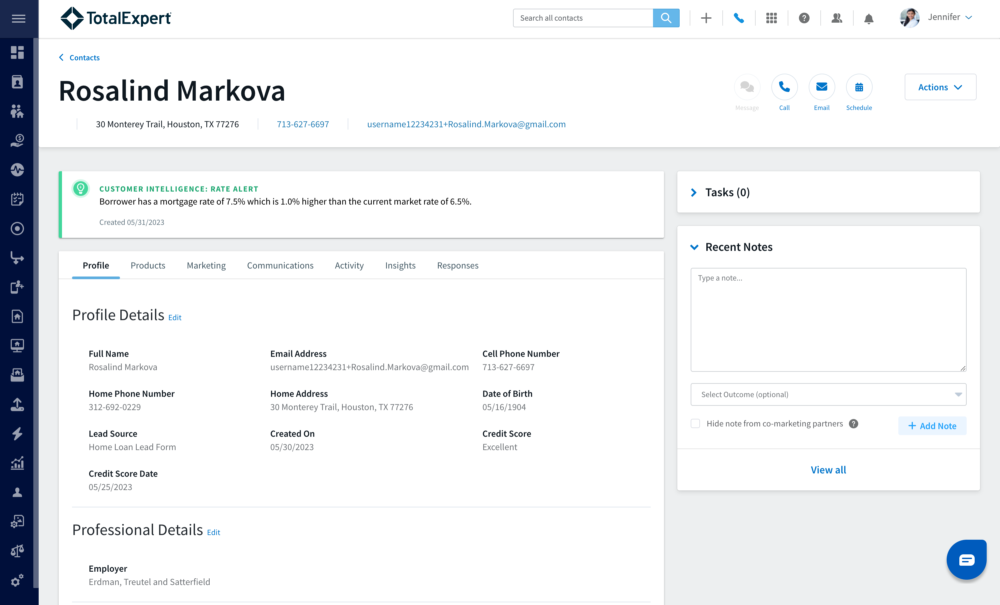 TotalExpert
Search all contacts
Jennifer
Contacts
Rosalind Markova
Message
Call
Email
Schedule
Actions
30 Monterey Trail, Houston, TX 77276
713-627-6697
username12234231+Rosalind.Markova@gmail.com
CUSTOMER INTELLIGENCE: RATE ALERT
Borrower has a mortgage rate of 7.5% which is 1.0% higher than the current market rate of 6.5%.
Created 05/31/2023
Profile
Products
Marketing
Communications
Activity
Insights
Responses
Profile Details Edit
Full Name
Rosalind Markova
Email Address
username12234231+Rosalind.Markova@gmail.com
Cell Phone Number
713-627-6697
Home Phone Number
312-692-0229
Home Address
30 Monterey Trail, Houston, TX 77276
Date of Birth
05/16/1904
Lead Source
Home Loan Lead Form
Created On
05/30/2023
Credit Score
Excellent
Credit Score Date
05/25/2023
Professional Details Edit
Employer
Erdman, Treutel and Satterfield
Tasks (0)
Recent Notes
Type a note...
Select Outcome (optional)
Hide note from co-marketing partners ?
+ Add Note
View all